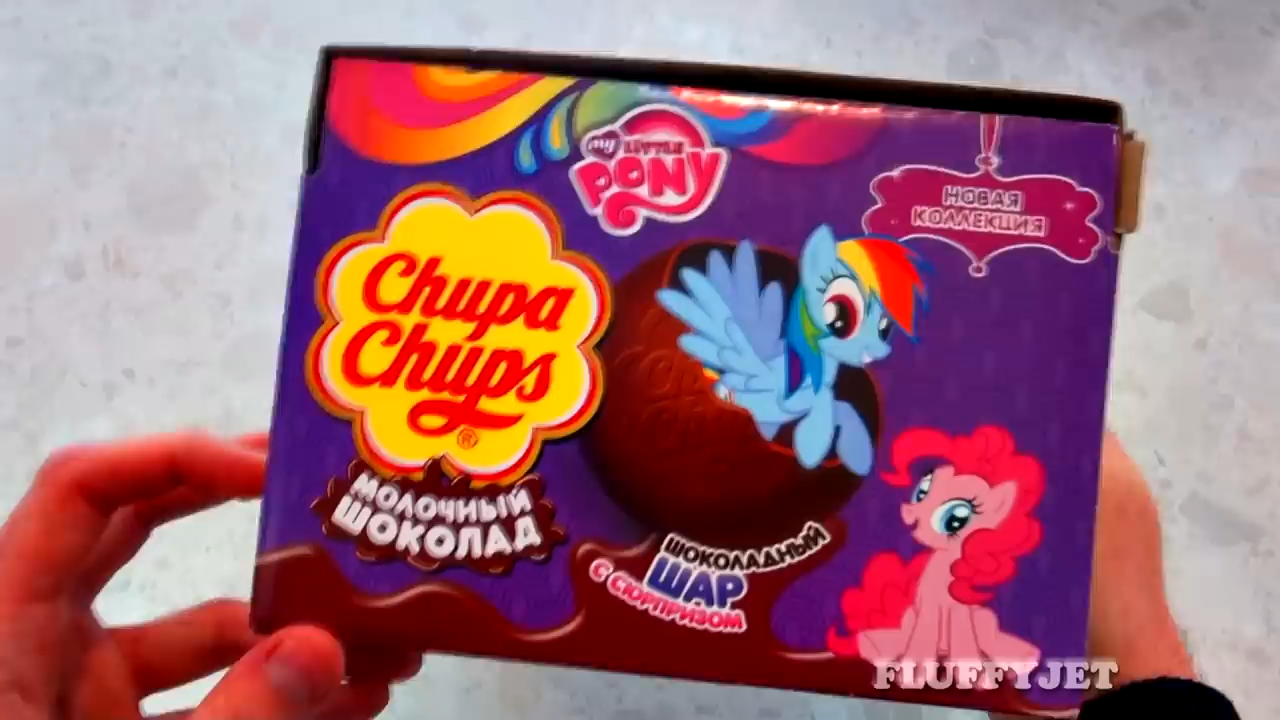 my LITTLE
PONY
НОВАЯ
КОЛЛЕКЦИЯ
Chupa
Chups
®
МОЛОЧНЫЙ
ШОКОЛАД
ШОКОЛАДНЫЙ
ШАР
С СЮРПРИЗОМ
FLUFFYJET